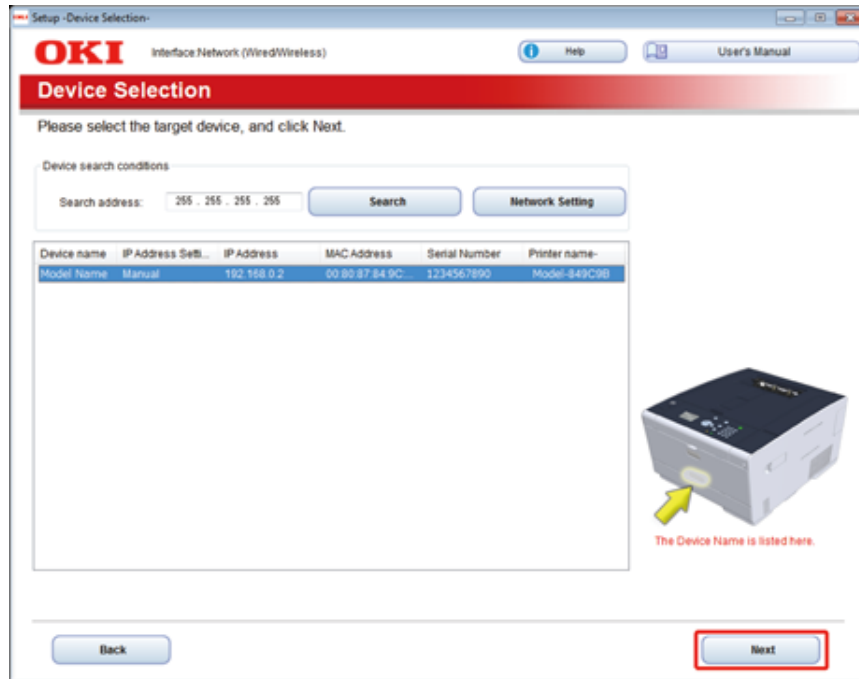 Setup -Device Selection-
OKI Interface:Network (Wired/Wireless) Help User's Manual
Device Selection
Please select the target device, and click Next.
Device search conditions
Search address: 255 . 255 . 255 . 255 Search Network Setting
Device name IP Address Setti... IP Address MAC Address Serial Number Printer name-
Model Name Manual 192.168.0.2 00:80:87:84:9C:... 1234567890 Model-849C9B
The Device Name is listed here.
Back Next